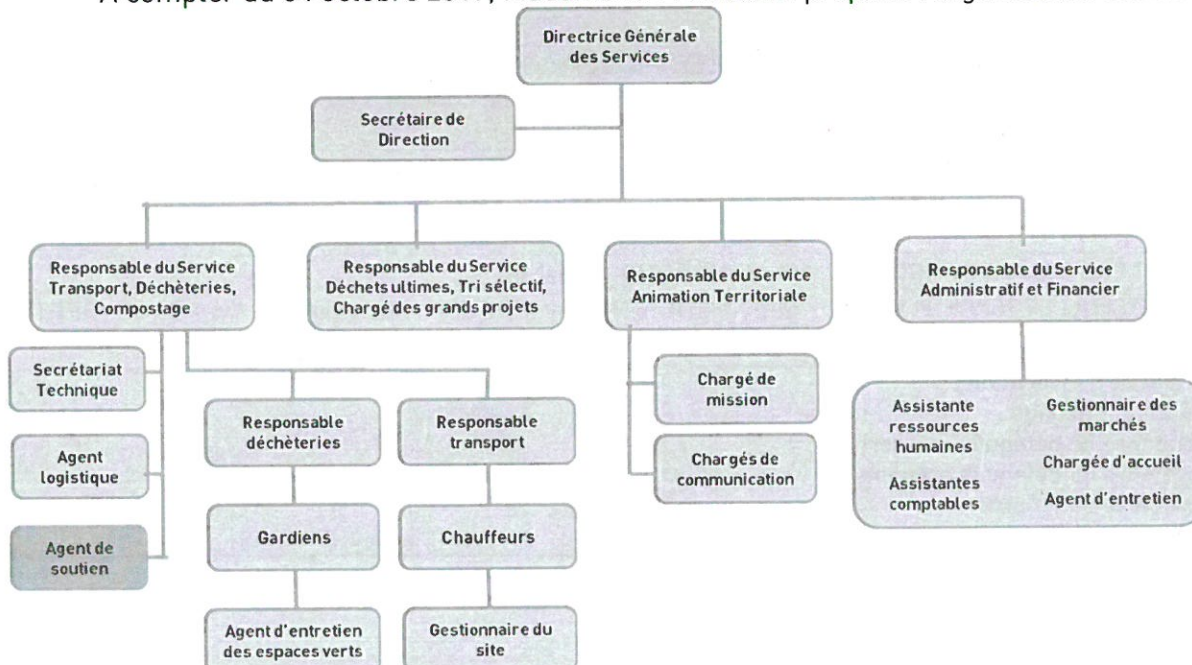 A compter du
Directrice Générale
des Services
Secrétaire de
Direction
Responsable du Service
Transport, Déchèteries,
Compostage
Responsable du Service
Déchets ultimes, Tri sélectif,
Chargé des grands projets
Responsable du Service
Animation Territoriale
Responsable du Service
Administratif et Financier
Secrétariat
Technique
Agent
logistique
Agent de
soutien
Responsable
déchèteries
Gardiens
Agent d'entretien
des espaces verts
Responsable
transport
Chauffeurs
Gestionnaire du
site
Chargé de
mission
Chargés de
communication
Assistante
ressources
humaines
Assistantes
comptables
Gestionnaire des
marchés
Chargée d'accueil
Agent d'entretien